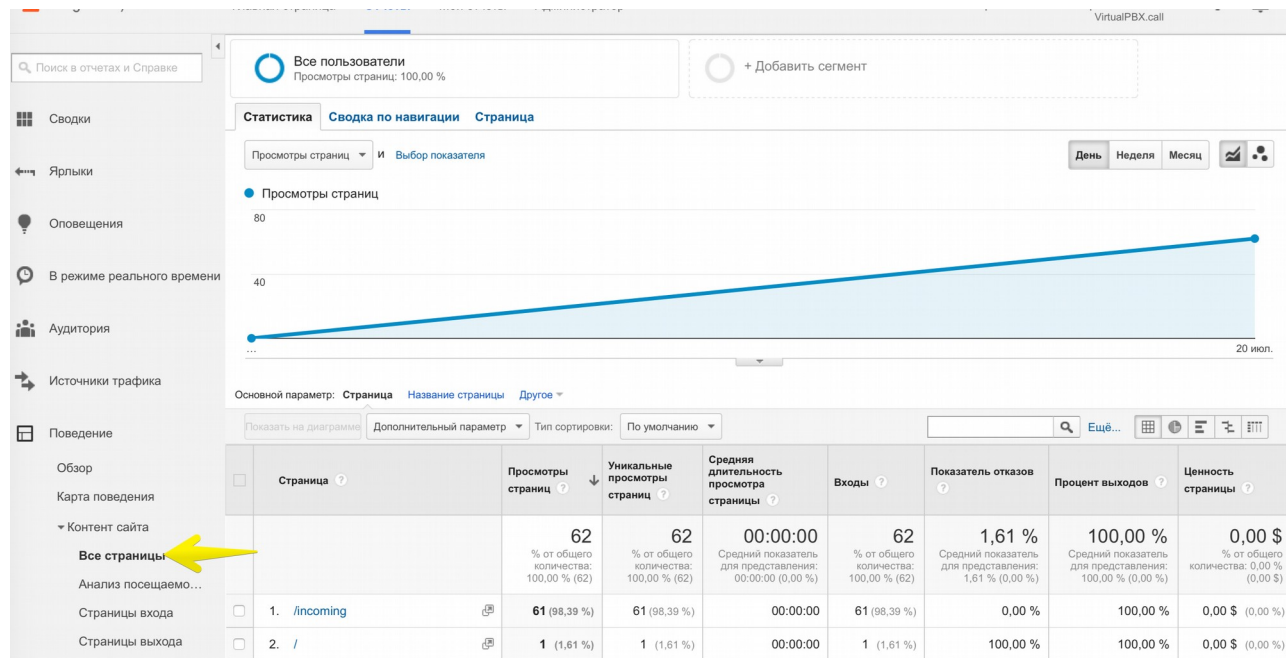 VirtualPBX.call
Поиск в отчетах и Справке
Все пользователи
Просмотры страниц: 100,00 %
+ Добавить сегмент
Сводки
Статистика Сводка по навигации Страница
Просмотры страниц И Выбор показателя
День Неделя Месяц
Ярлыки
Просмотры страниц
80
Оповещения
В режиме реального времени
40
Аудитория
...
20 июл.
Источники трафика
Основной параметр: Страница Название страницы Другое
Поведение
Показать на диаграмме Дополнительный параметр Тип сортировки: По умолчанию Ещё...
Обзор
Карта поведения
Контент сайта
Все страницы
Анализ посещаемо...
Страницы входа
Страницы выхода
Страница ?
Просмотры
страниц ?
Уникальные
просмотры
страниц ?
Средняя
длительность
просмотра
страницы ?
Входы ?
Показатель отказов
?
Процент выходов ?
Ценность
страницы ?
62
% от общего
количества:
100,00 % (62)
62
% от общего
количества:
100,00 % (62)
00:00:00
Средний показатель
для представления:
00:00:00 (0,00 %)
62
% от общего
количества:
100,00 % (62)
1,61 %
Средний показатель
для представления:
1,61 % (0,00 %)
100,00 %
Средний показатель
для представления:
100,00 % (0,00 %)
0,00 $
% от общего
количества: 0,00 %
(0,00 $)
1. /incoming 61 (98,39 %) 61 (98,39 %) 00:00:00 61 (98,39 %) 0,00 % 100,00 % 0,00 $ (0,00 %)
2. / 1 (1,61 %) 1 (1,61 %) 00:00:00 1 (1,61 %) 100,00 % 100,00 % 0,00 $ (0,00 %)